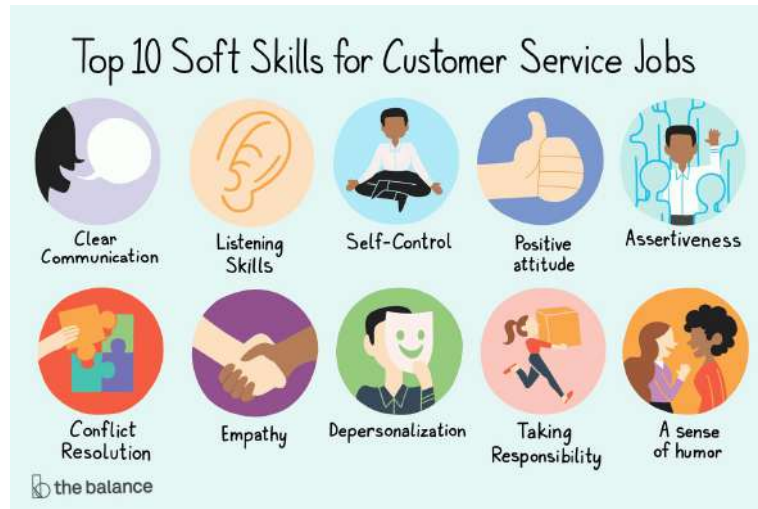 Top 10 Soft Skills for Customer Service Jobs
Clear
Communication
Listening
Skills
Self-Control
Positive
attitude
Assertiveness
Conflict
Resolution
Empathy
Depersonalization
Taking
Responsibility
A sense
of humor
the balance